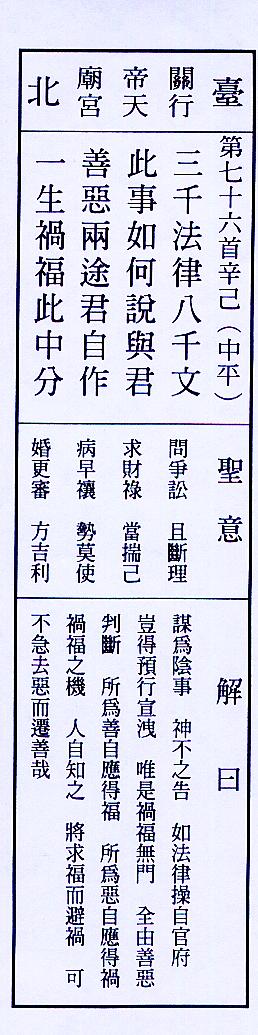 臺
關行
帝天
廟宮
北
第七十六首辛己(中平)
三千法律八千文
此事如何說與君
善惡兩途君自作
一生禍福此中分
聖意
問爭訟 且斷理
求財祿 當揣己
病早禳 勢莫使
婚更審 方吉利
解曰
謀爲陰事 神不之告 如法律操自官府
豈得預行宣洩 唯是禍福無門 全由善惡
判斷 所爲善自應得福 所爲惡自應得禍
禍福之機 人自知之 將求福而避禍 可
不急去惡而遷善哉